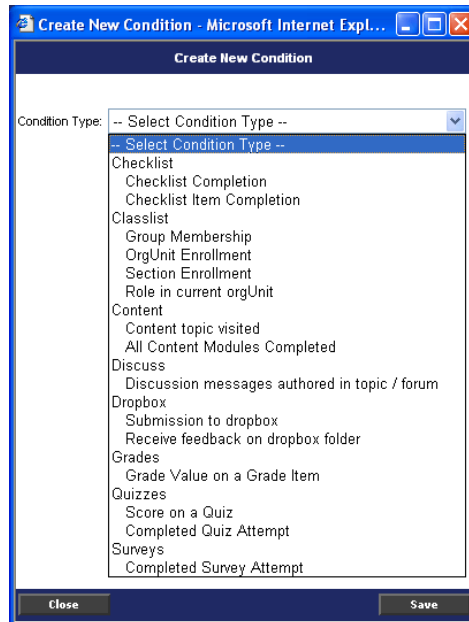 Create New Condition - Microsoft Internet Expl...
Create New Condition
Condition Type: -- Select Condition Type --
-- Select Condition Type --
Checklist
Checklist Completion
Checklist Item Completion
Classlist
Group Membership
OrgUnit Enrollment
Section Enrollment
Role in current orgUnit
Content
Content topic visited
All Content Modules Completed
Discuss
Discussion messages authored in topic / forum
Dropbox
Submission to dropbox
Receive feedback on dropbox folder
Grades
Grade Value on a Grade Item
Quizzes
Score on a Quiz
Completed Quiz Attempt
Surveys
Completed Survey Attempt
Close Save